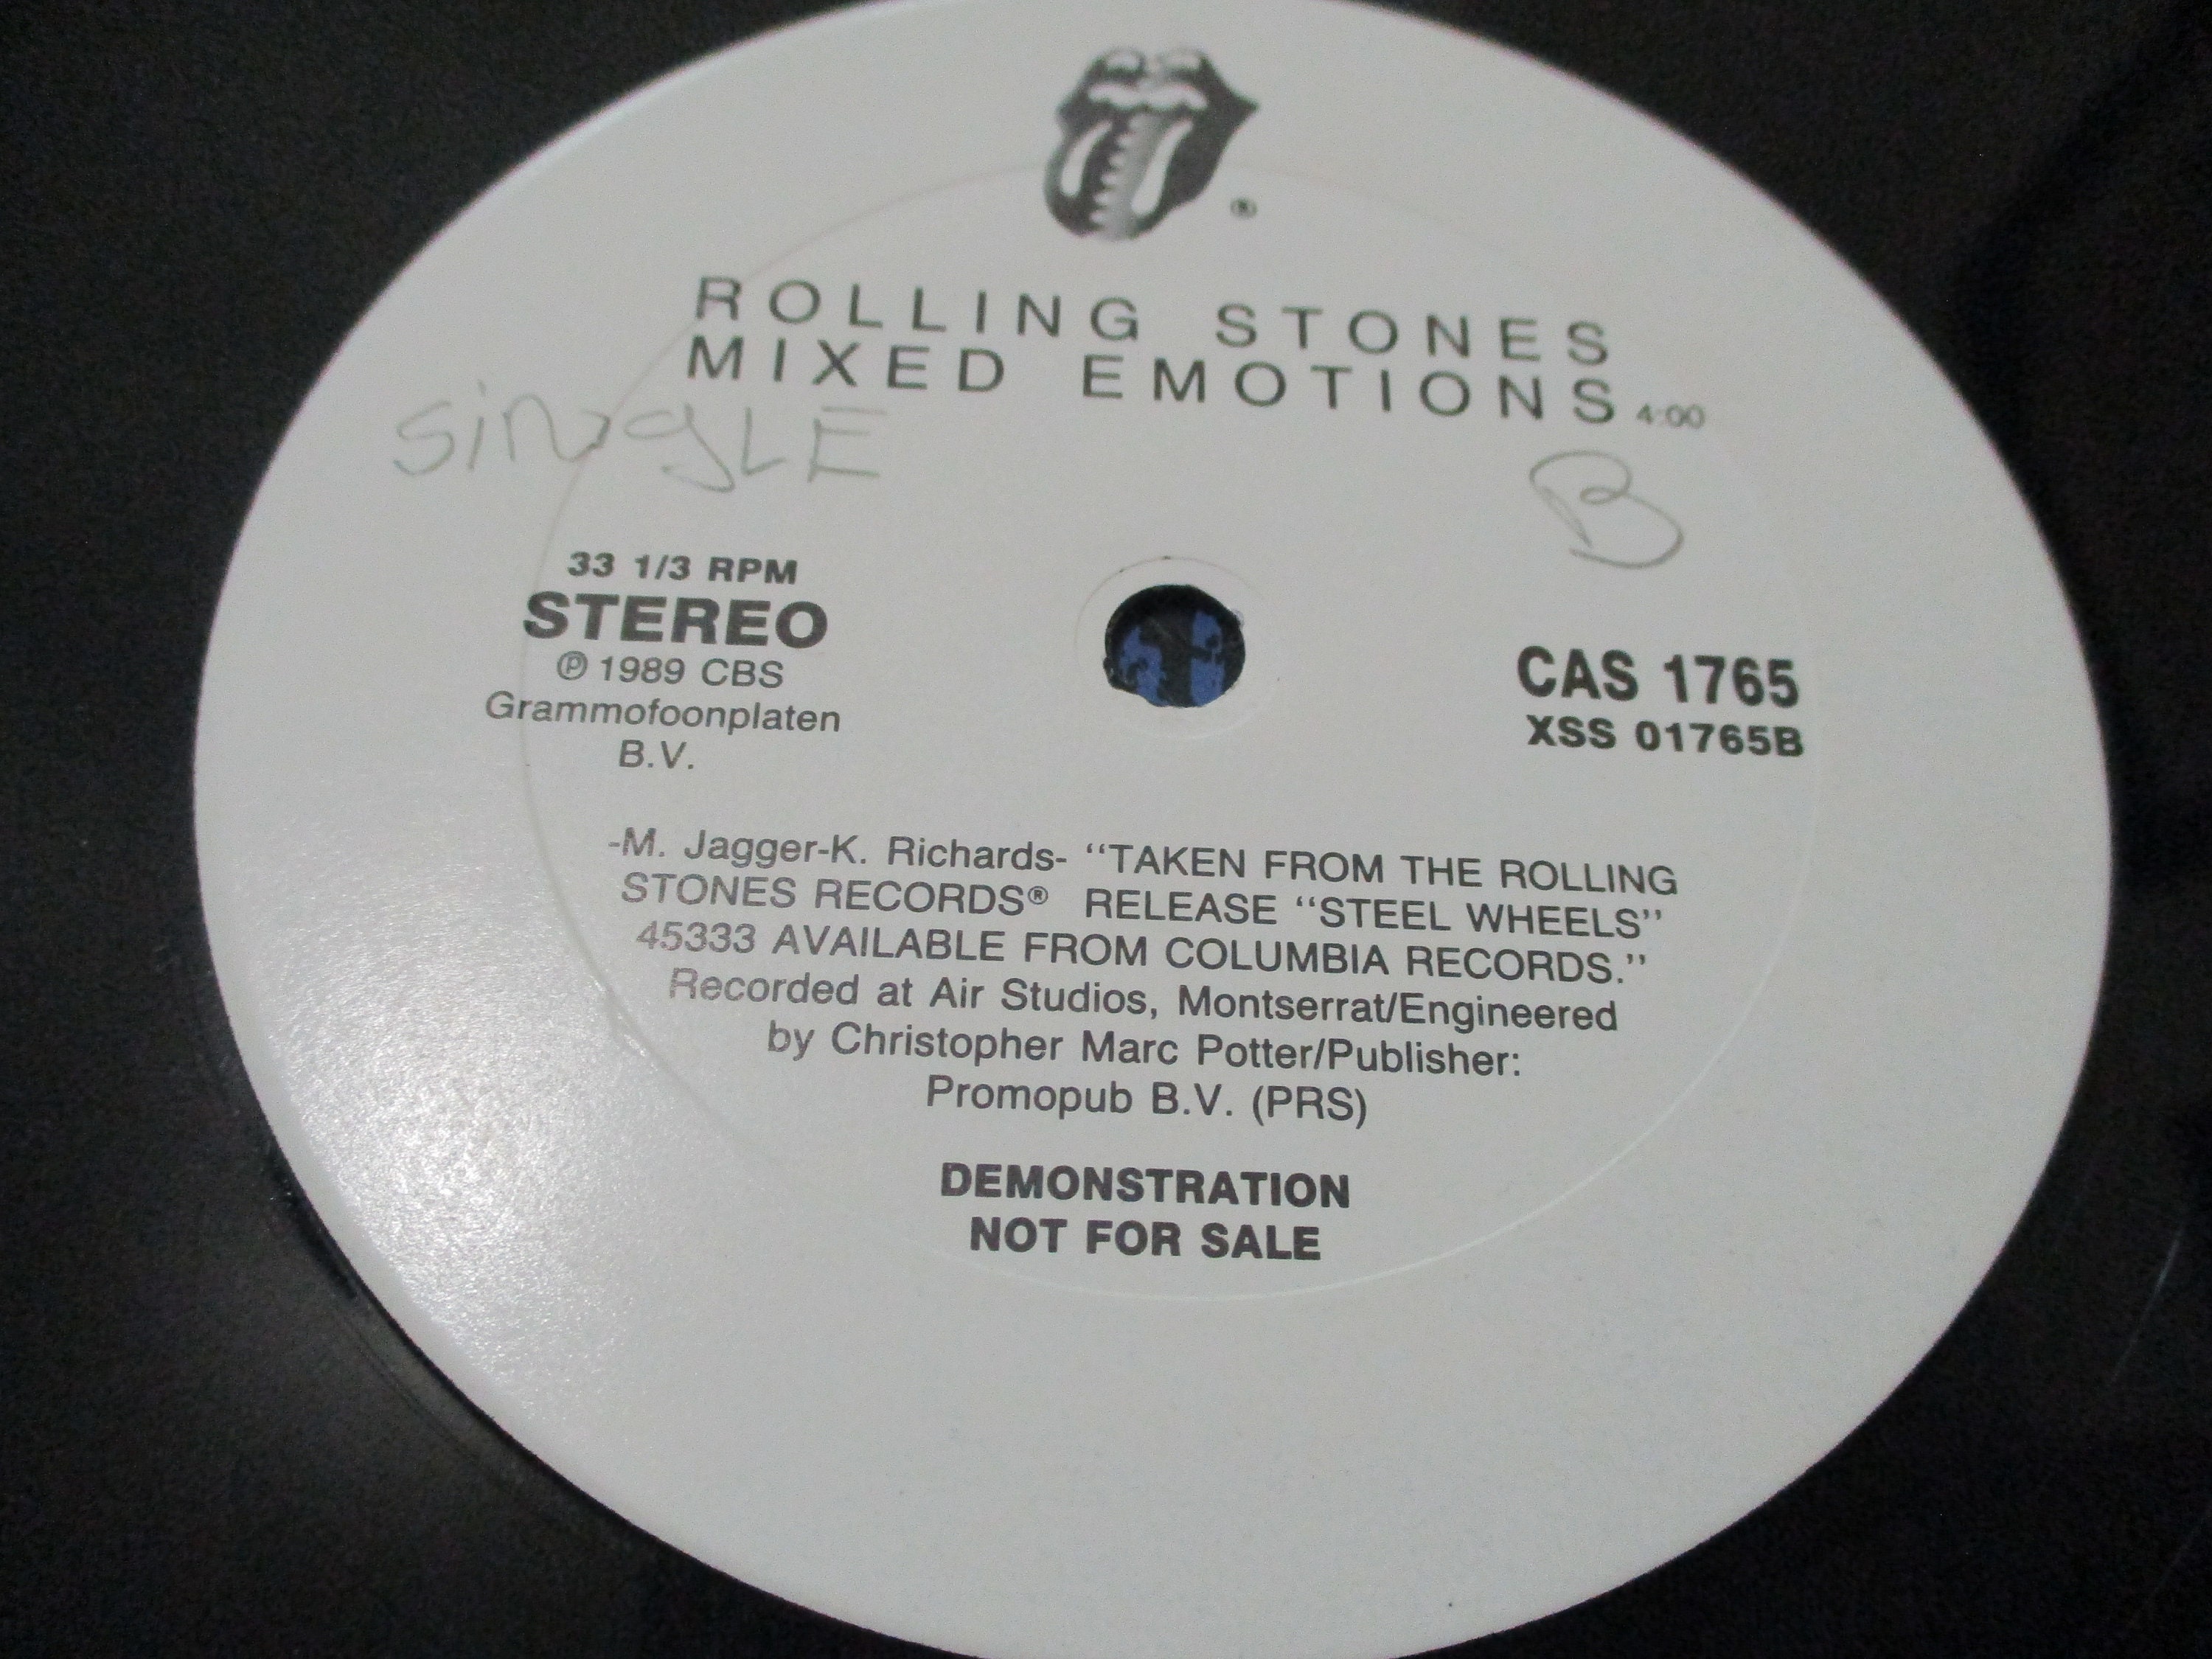 ®
ROLLING STONES
MIXED EMOTIONS 4:00
SiNgLE
B
33 1/3 RPM
STEREO
℗ 1989 CBS
Grammofoonplaten
B.V.
CAS 1765
XSS 01765B
-M. Jagger-K. Richards- "TAKEN FROM THE ROLLING
STONES RECORDS® RELEASE "STEEL WHEELS"
45333 AVAILABLE FROM COLUMBIA RECORDS."
Recorded at Air Studios, Montserrat/Engineered
by Christopher Marc Potter/Publisher:
Promopub B.V. (PRS)
DEMONSTRATION
NOT FOR SALE